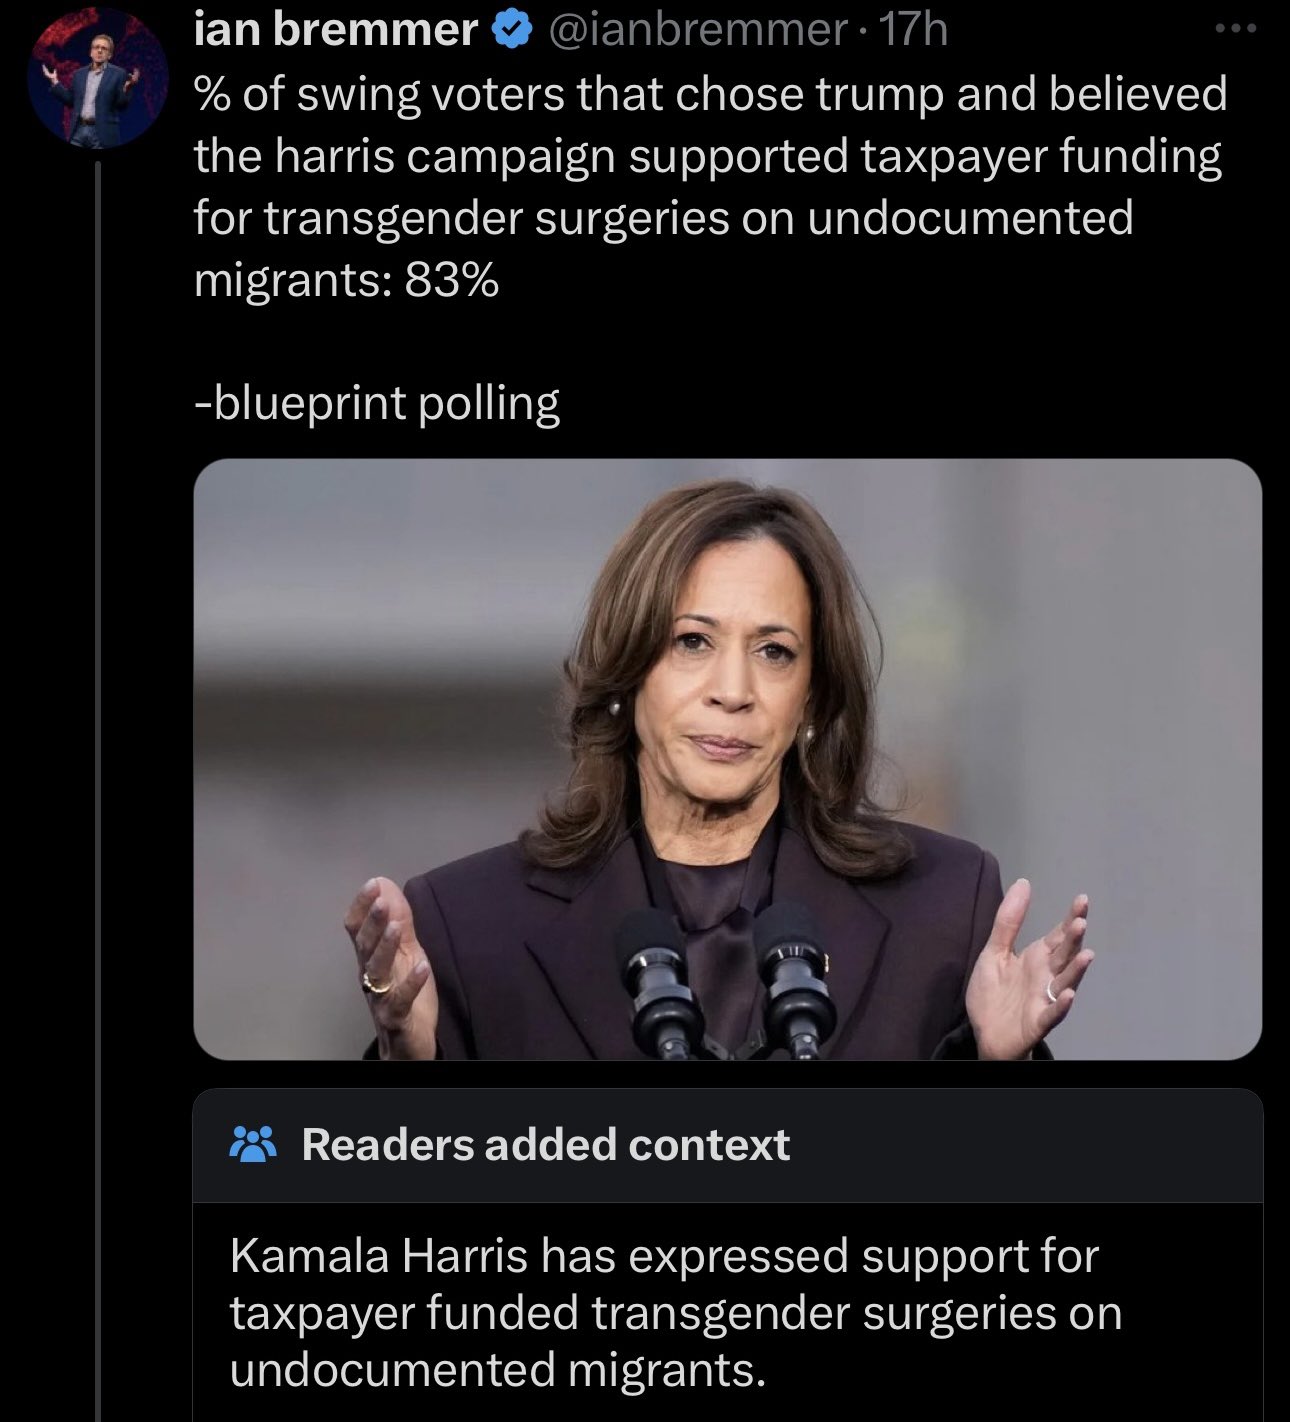 ian bremmer @ianbremmer · 17h
% of swing voters that chose trump and believed
the harris campaign supported taxpayer funding
for transgender surgeries on undocumented
migrants: 83%
-blueprint polling
Readers added context
Kamala Harris has expressed support for
taxpayer funded transgender surgeries on
undocumented migrants.